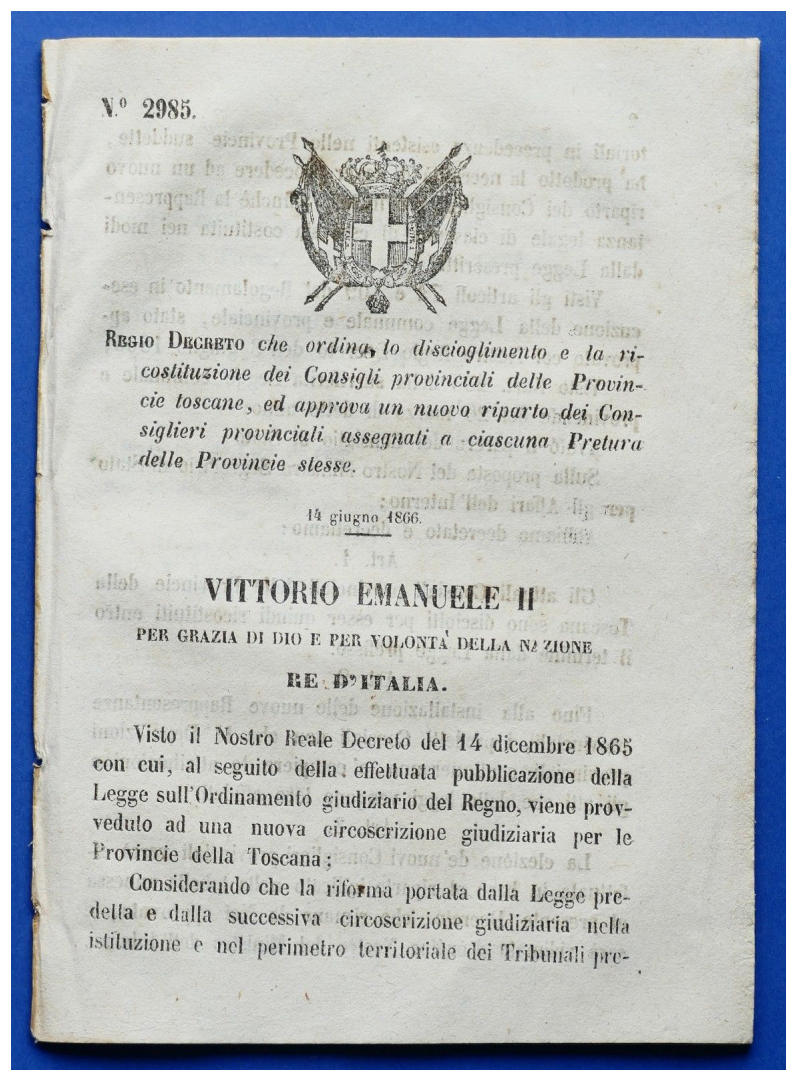 N.º 2985.
REGIO DECRETO che ordina, lo discioglimento e la ri-
costituzione dei Consigli provinciali delle Provin-
cie toscane, ed approva un nuovo riparto dei Con-
siglieri provinciali assegnati a ciascuna Pretura
delle Provincie stesse.
14 giugno 1866.
VITTORIO EMANUELE II
PER GRAZIA DI DIO E PER VOLONTÀ DELLA NAZIONE
RE D'ITALIA.
Visto il Nostro Reale Decreto del 14 dicembre 1865
con cui, al seguito della effettuata pubblicazione della
Legge sull'Ordinamento giudiziario del Regno, viene prov-
veduto ad una nuova circoscrizione giudiziaria per le
Provincie della Toscana;
Considerando che la riforma portata dalla Legge pre-
detta e dalla successiva circoscrizione giudiziaria nella
istituzione e nel perimetro territoriale dei Tribunali pre-